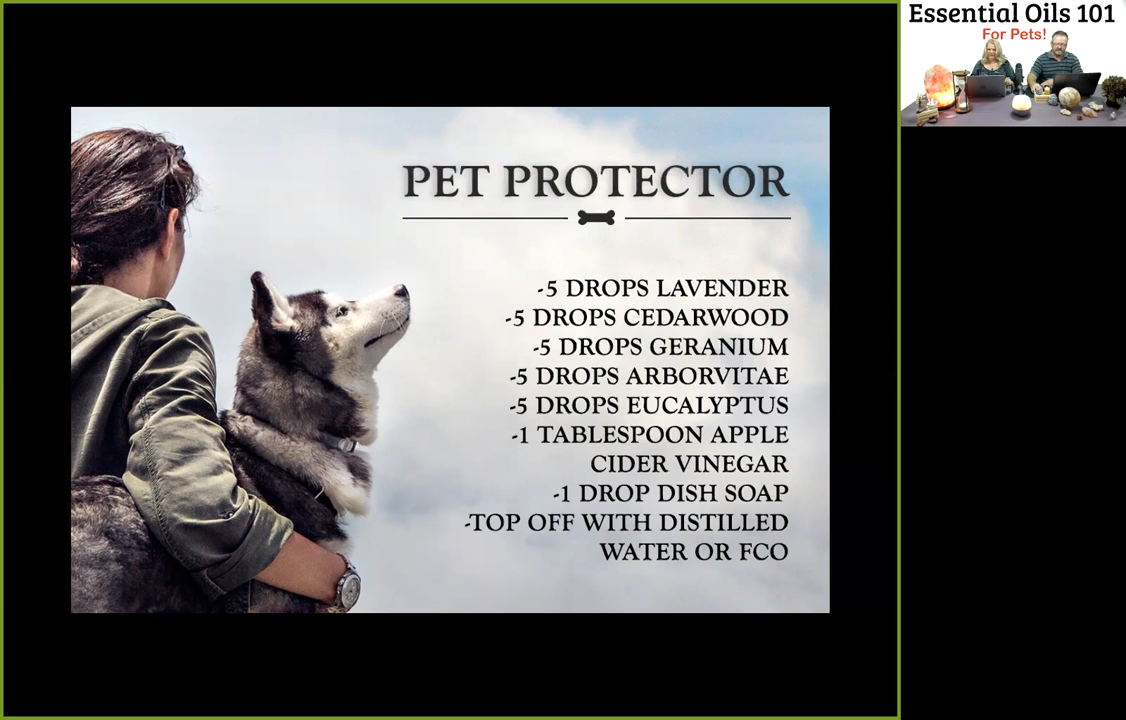 Essential Oils 101
For Pets!
PET PROTECTOR
-5 DROPS LAVENDER
-5 DROPS CEDARWOOD
-5 DROPS GERANIUM
-5 DROPS ARBORVITAE
-5 DROPS EUCALYPTUS
-1 TABLESPOON APPLE
CIDER VINEGAR
-1 DROP DISH SOAP
-TOP OFF WITH DISTILLED
WATER OR FCO